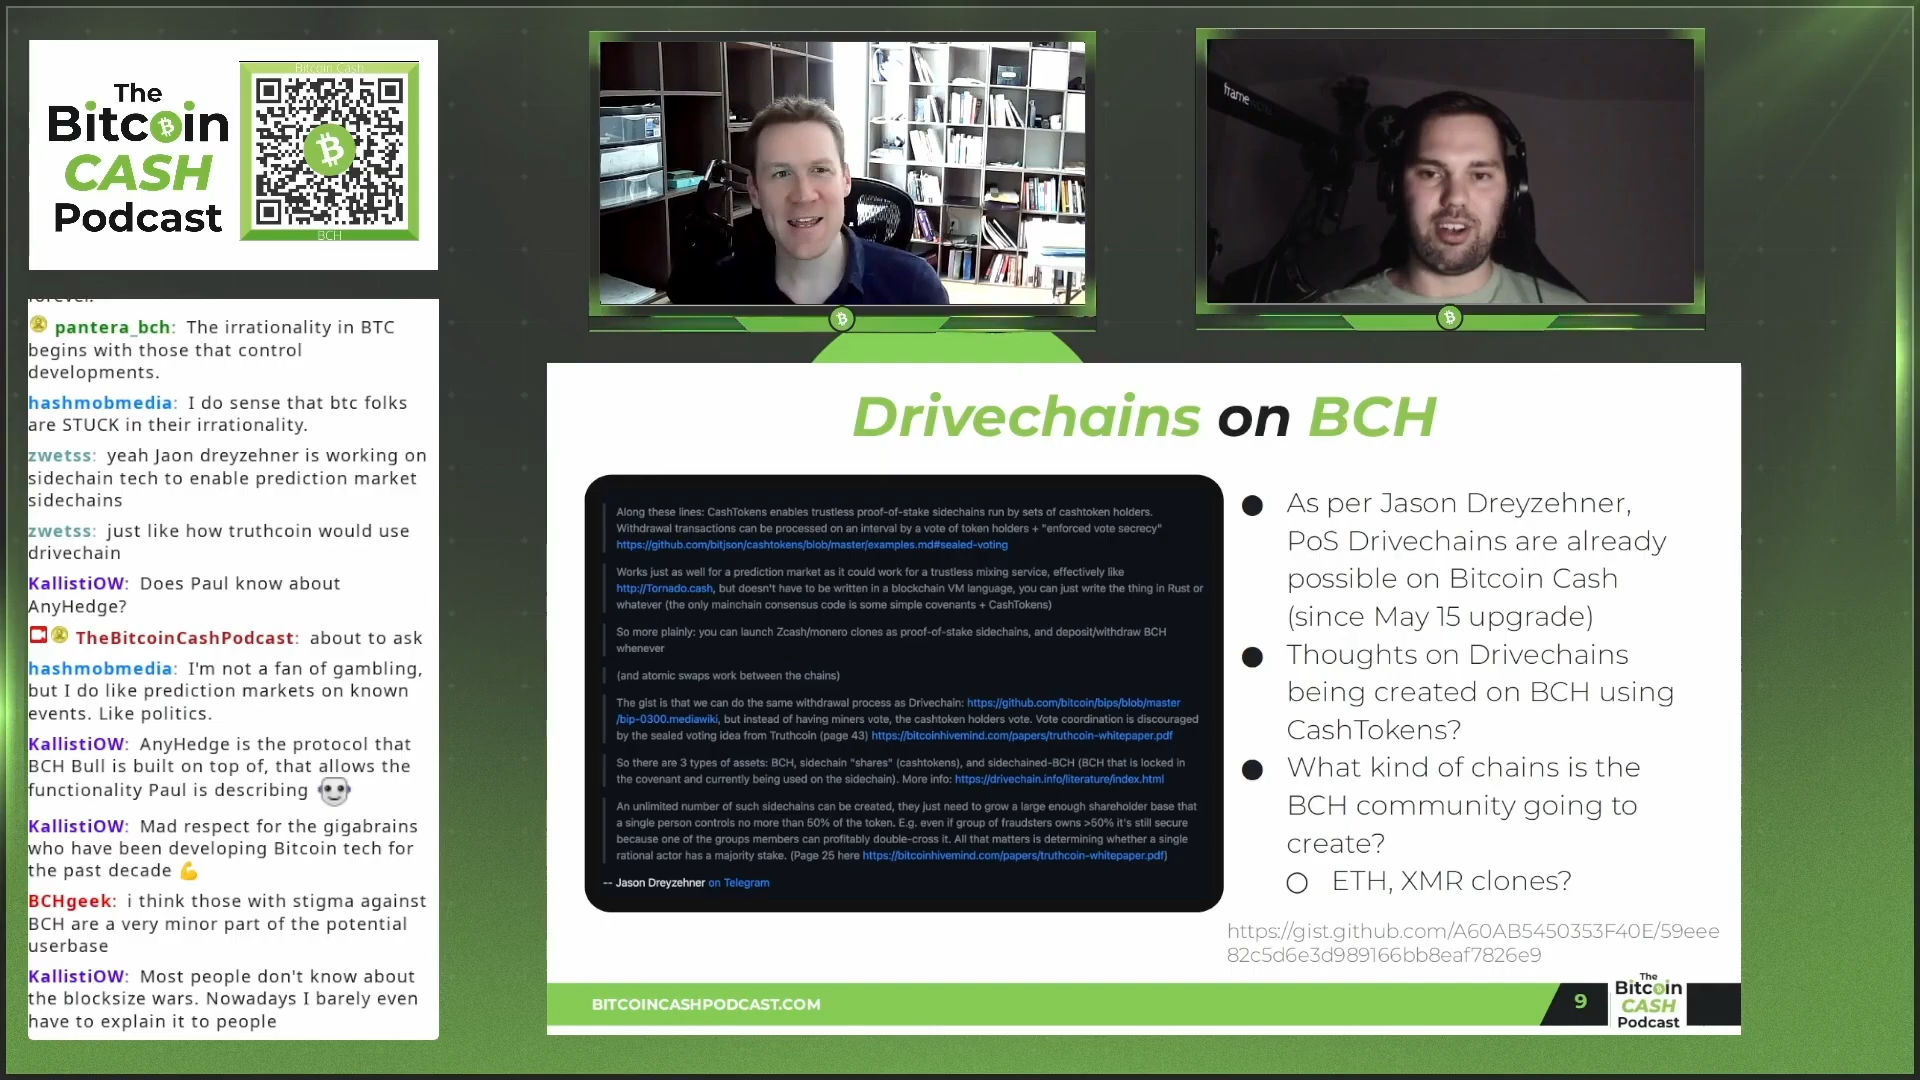 The
Bitcoin
CASH
Podcast
Bitcoin Cash
BCH
forever.
pantera_bch: The irrationality in BTC
begins with those that control
developments.
hashmobmedia: I do sense that btc folks
are STUCK in their irrationality.
zwetss: yeah Jaon dreyzehner is working on
sidechain tech to enable prediction market
sidechains
zwetss: just like how truthcoin would use
drivechain
KallistiOW: Does Paul know about
AnyHedge?
TheBitcoinCashPodcast: about to ask
hashmobmedia: I'm not a fan of gambling,
but I do like prediction markets on known
events. Like politics.
KallistiOW: AnyHedge is the protocol that
BCH Bull is built on top of, that allows the
functionality Paul is describing
KallistiOW: Mad respect for the gigabrains
who have been developing Bitcoin tech for
the past decade 💪
BCHgeek: i think those with stigma against
BCH are a very minor part of the potential
userbase
KallistiOW: Most people don't know about
the blocksize wars. Nowadays I barely even
have to explain it to people
frame
Drivechains on BCH
Along these lines: CashTokens enables trustless proof-of-stake sidechains run by sets of cashtoken holders.
Withdrawal transactions can be processed on an interval by a vote of token holders + "enforced vote secrecy"
https://github.com/bitjson/cashtokens/blob/master/examples.md#sealed-voting
Works just as well for a prediction market as it could work for a trustless mixing service, effectively like
http://Tornado.cash, but doesn't have to be written in a blockchain VM language, you can just write the thing in Rust or
whatever (the only mainchain consensus code is some simple covenants + CashTokens)
So more plainly: you can launch Zcash/monero clones as proof-of-stake sidechains, and deposit/withdraw BCH
whenever
(and atomic swaps work between the chains)
The gist is that we can do the same withdrawal process as Drivechain: https://github.com/bitcoin/bips/blob/master
/bip-0300.mediawiki, but instead of having miners vote, the cashtoken holders vote. Vote coordination is discouraged
by the sealed voting idea from Truthcoin (page 43) https://bitcoinhivemind.com/papers/truthcoin-whitepaper.pdf
So there are 3 types of assets: BCH, sidechain "shares" (cashtokens), and sidechained-BCH (BCH that is locked in
the covenant and currently being used on the sidechain). More info: https://drivechain.info/literature/index.html
An unlimited number of such sidechains can be created, they just need to grow a large enough shareholder base that
a single person controls no more than 50% of the token. E.g. even if group of fraudsters owns >50% it's still secure
because one of the groups members can profitably double-cross it. All that matters is determining whether a single
rational actor has a majority stake. (Page 25 here https://bitcoinhivemind.com/papers/truthcoin-whitepaper.pdf)
-- Jason Dreyzehner on Telegram
● As per Jason Dreyzehner,
PoS Drivechains are already
possible on Bitcoin Cash
(since May 15 upgrade)
● Thoughts on Drivechains
being created on BCH using
CashTokens?
● What kind of chains is the
BCH community going to
create?
○ ETH, XMR clones?
https://gist.github.com/A60AB5450353F40E/59eee
82c5d6e3d989166bb8eaf7826e9
BITCOINCASHPODCAST.COM
9
The
Bitcoin
CASH
Podcast